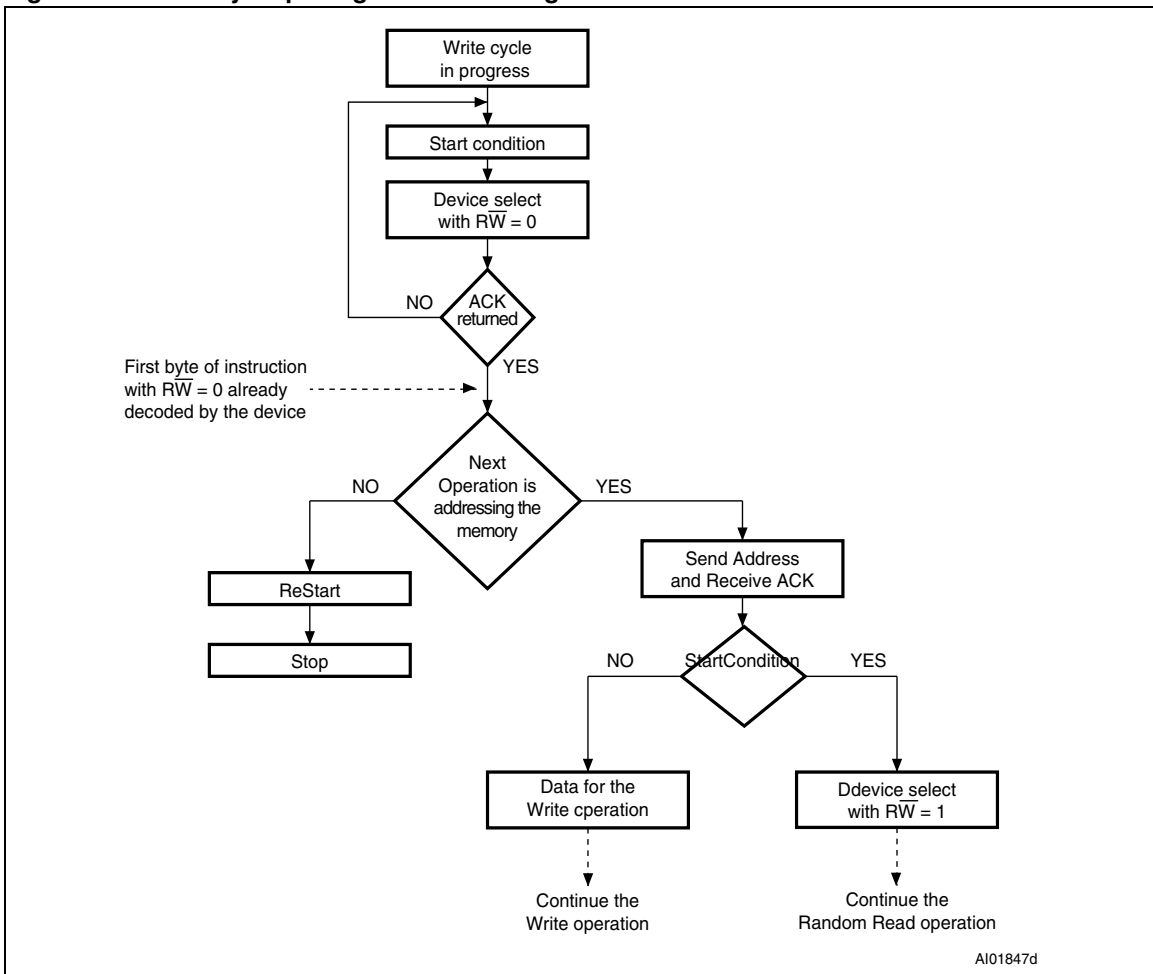 Write cycle
in progress
Start condition
Device select
with RW̅ = 0
NO
ACK
returned
YES
First byte of instruction
with RW̅ = 0 already
decoded by the device
Next
Operation is
addressing the
memory
NO
YES
Send Address
and Receive ACK
ReStart
Stop
NO
StartCondition
YES
Data for the
Write cperation
Ddevice select
with RW̅ = 1
Continue the
Write operation
Continue the
Random Read operation
AI01847d